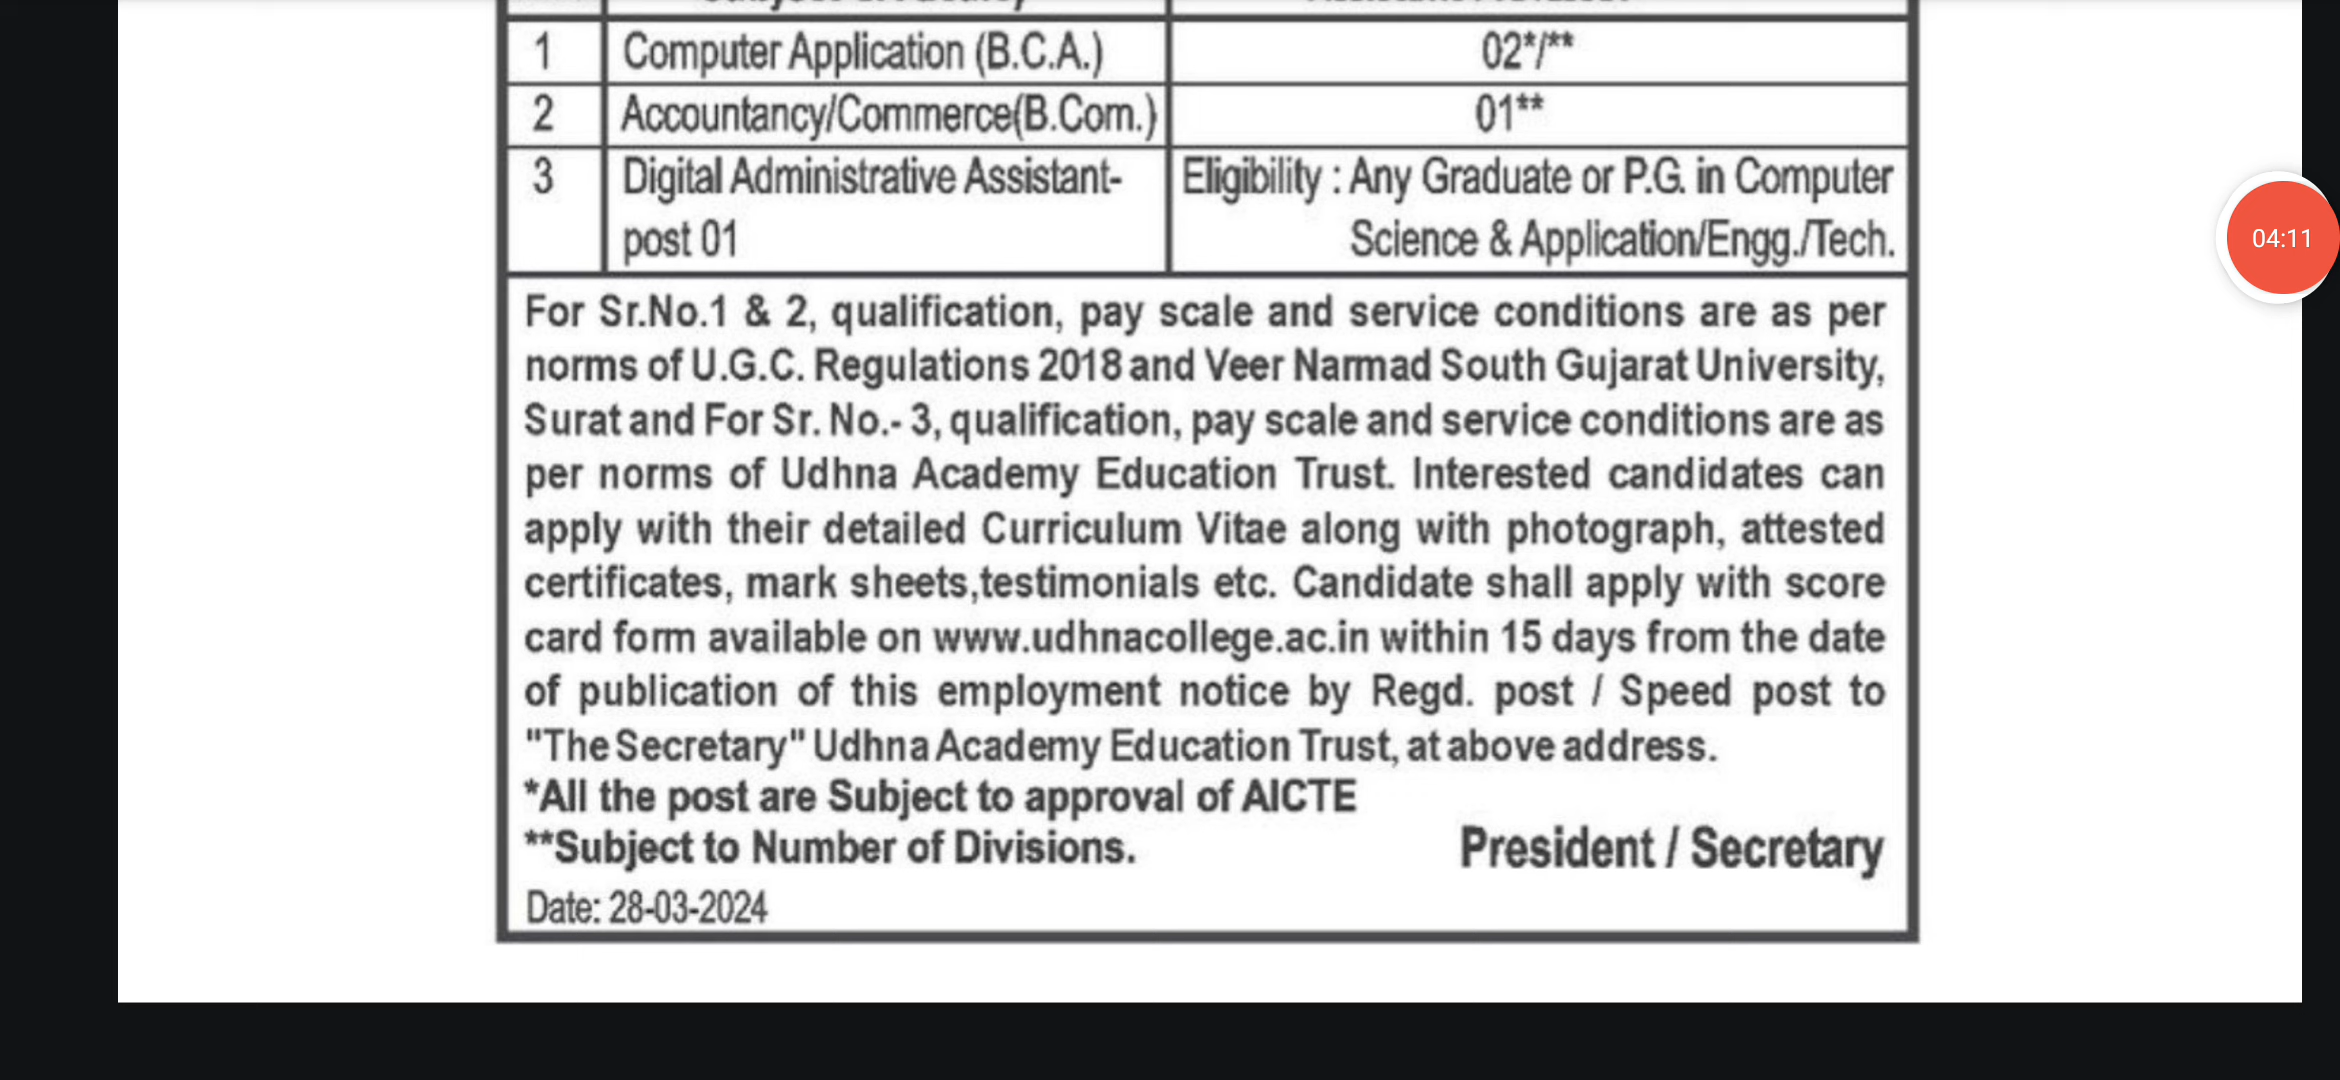 1 Computer Application (B.C.A.) 02*/**
2 Accountancy/Commerce(B.Com.) 01**
3 Digital Administrative Assistant- Eligibility : Any Graduate or P.G. in Computer
post 01 Science & Application/Engg./Tech.
04:11
For Sr.No.1 & 2, qualification, pay scale and service conditions are as per
norms of U.G.C. Regulations 2018 and Veer Narmad South Gujarat University,
Surat and For Sr. No.- 3, qualification, pay scale and service conditions are as
per norms of Udhna Academy Education Trust. Interested candidates can
apply with their detailed Curriculum Vitae along with photograph, attested
certificates, mark sheets,testimonials etc. Candidate shall apply with score
card form available on www.udhnacollege.ac.in within 15 days from the date
of publication of this employment notice by Regd. post / Speed post to
"The Secretary" Udhna Academy Education Trust, at above address.
*All the post are Subject to approval of AICTE
**Subject to Number of Divisions.
President / Secretary
Date: 28-03-2024